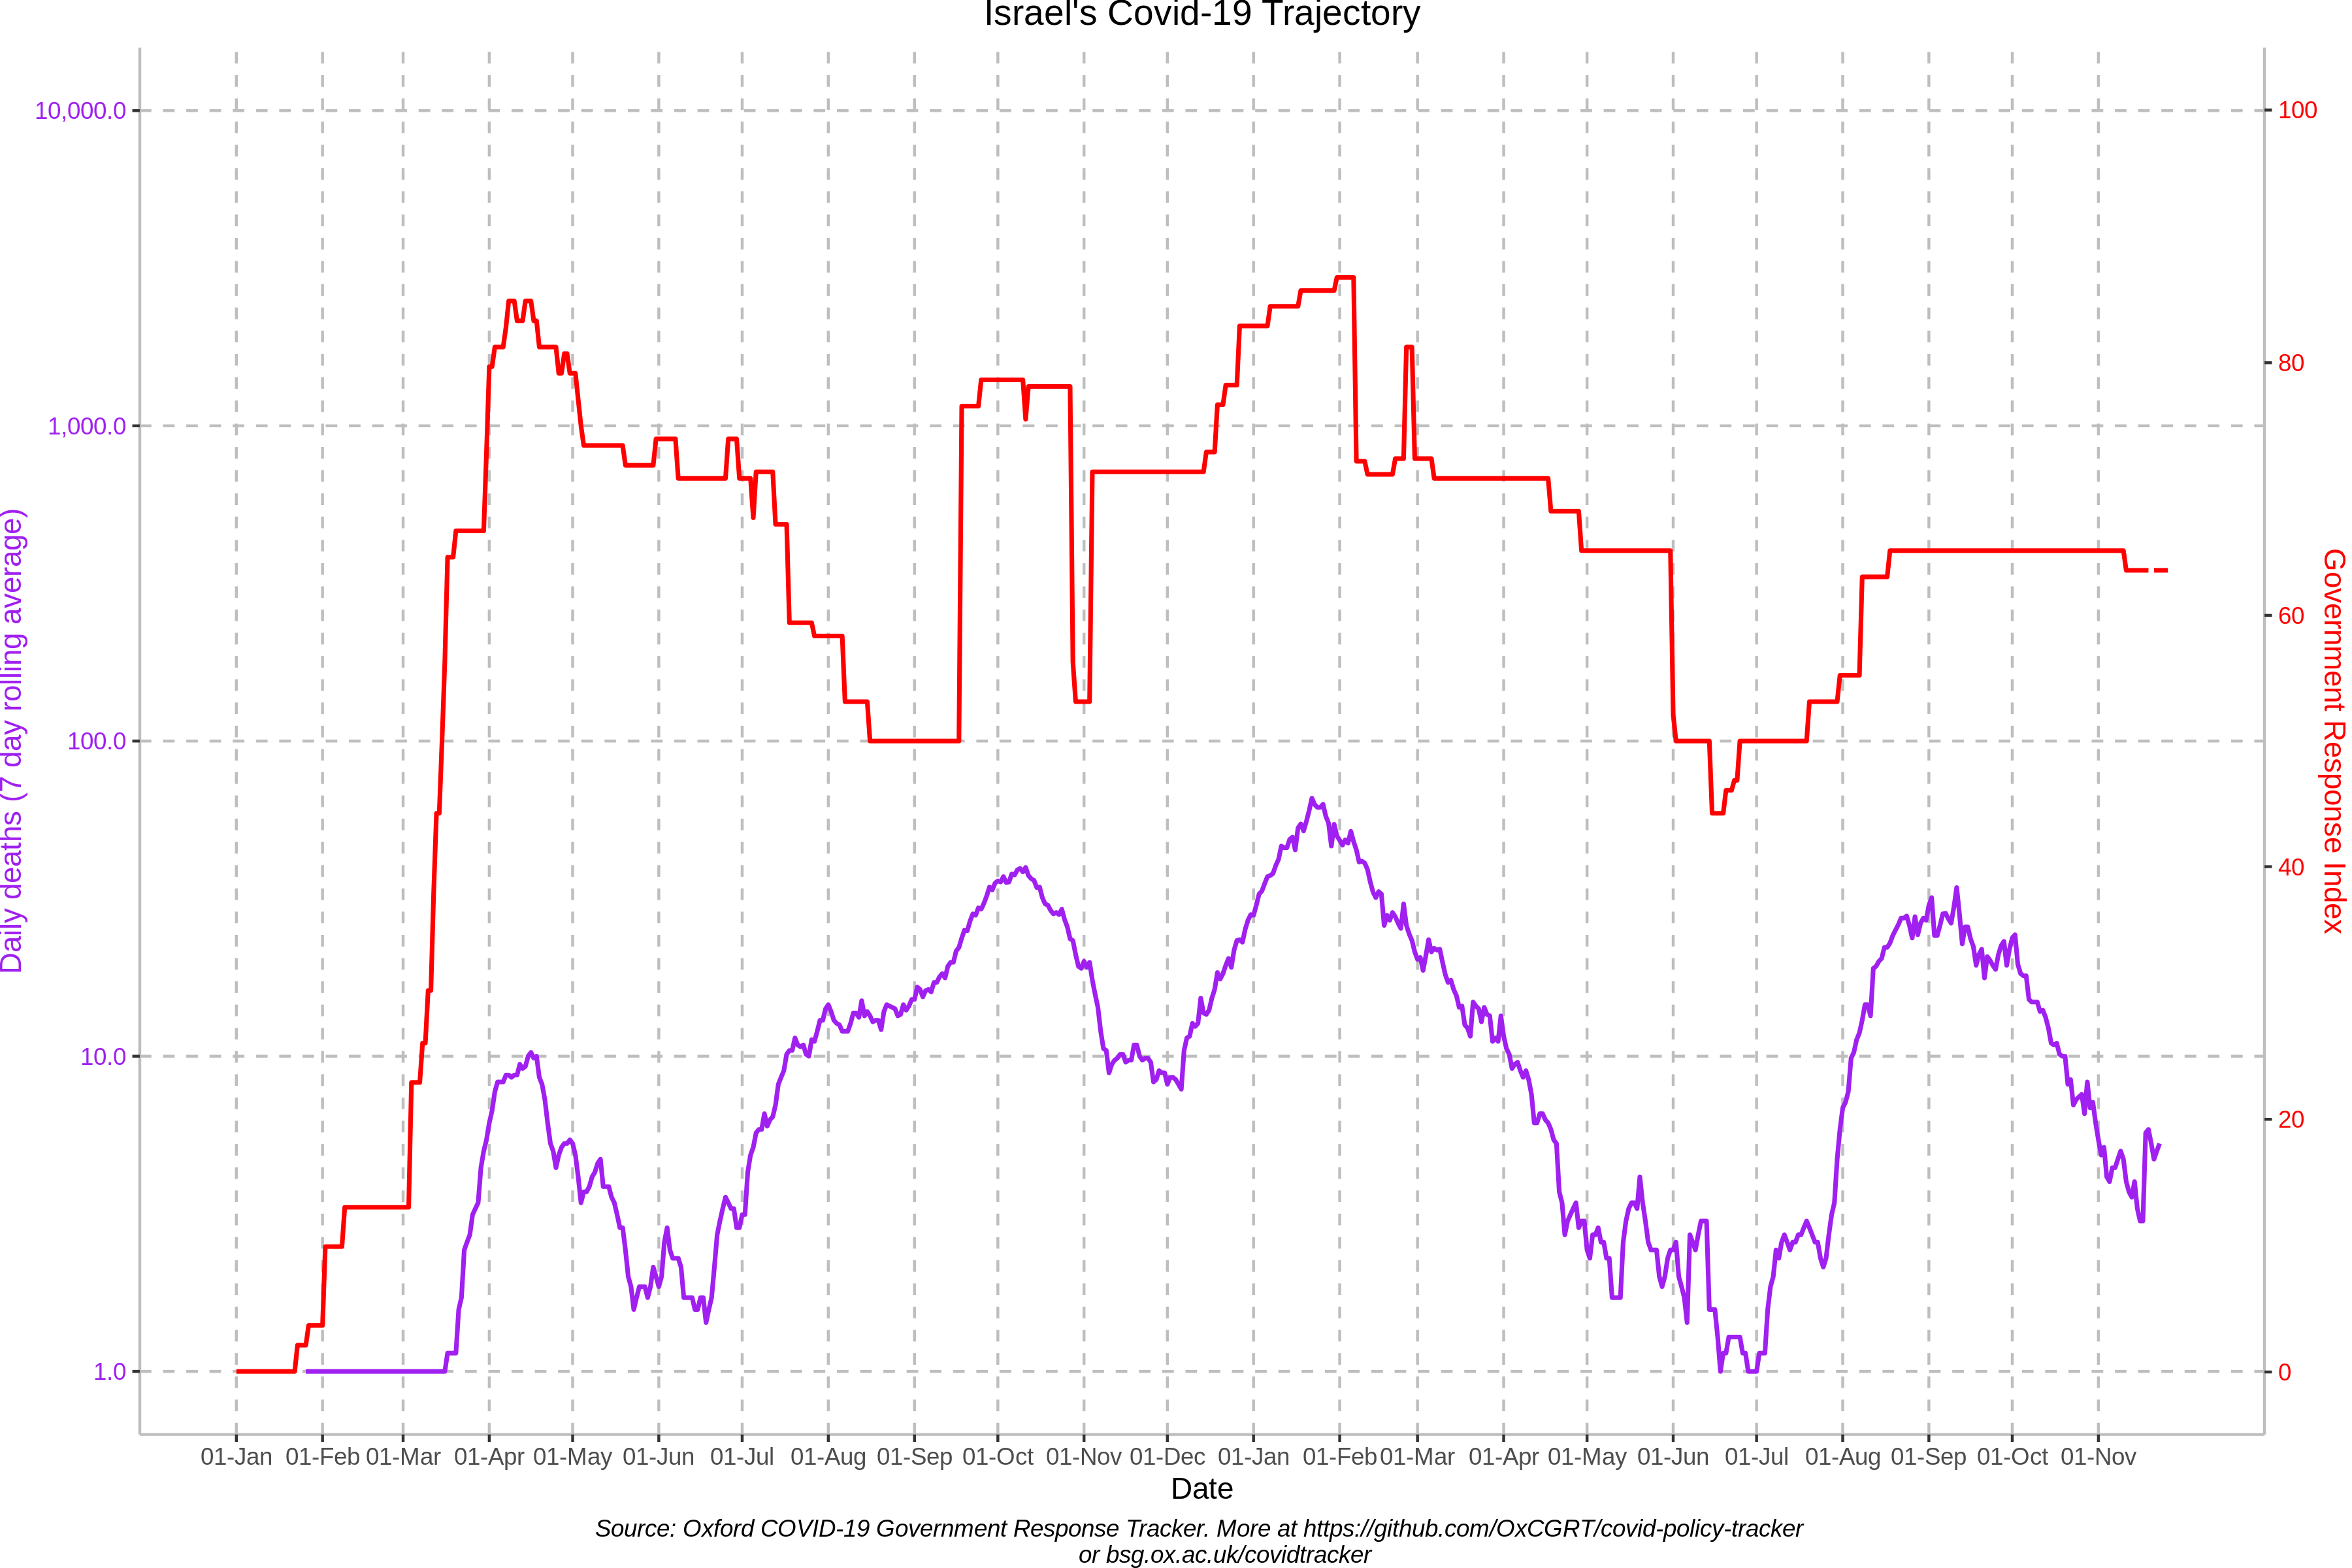 Israel's Covid-19 Trajectory
10,000.0
1,000.0
100.0
10.0
1.0
Daily deaths (7 day rolling average)
100
80
60
40
20
0
Government Response Index
01-Jan 01-Feb 01-Mar 01-Apr 01-May 01-Jun 01-Jul 01-Aug 01-Sep 01-Oct 01-Nov 01-Dec 01-Jan 01-Feb 01-Mar 01-Apr 01-May 01-Jun 01-Jul 01-Aug 01-Sep 01-Oct 01-Nov
Date
Source: Oxford COVID-19 Government Response Tracker. More at https://github.com/OxCGRT/covid-policy-tracker
or bsg.ox.ac.uk/covidtracker